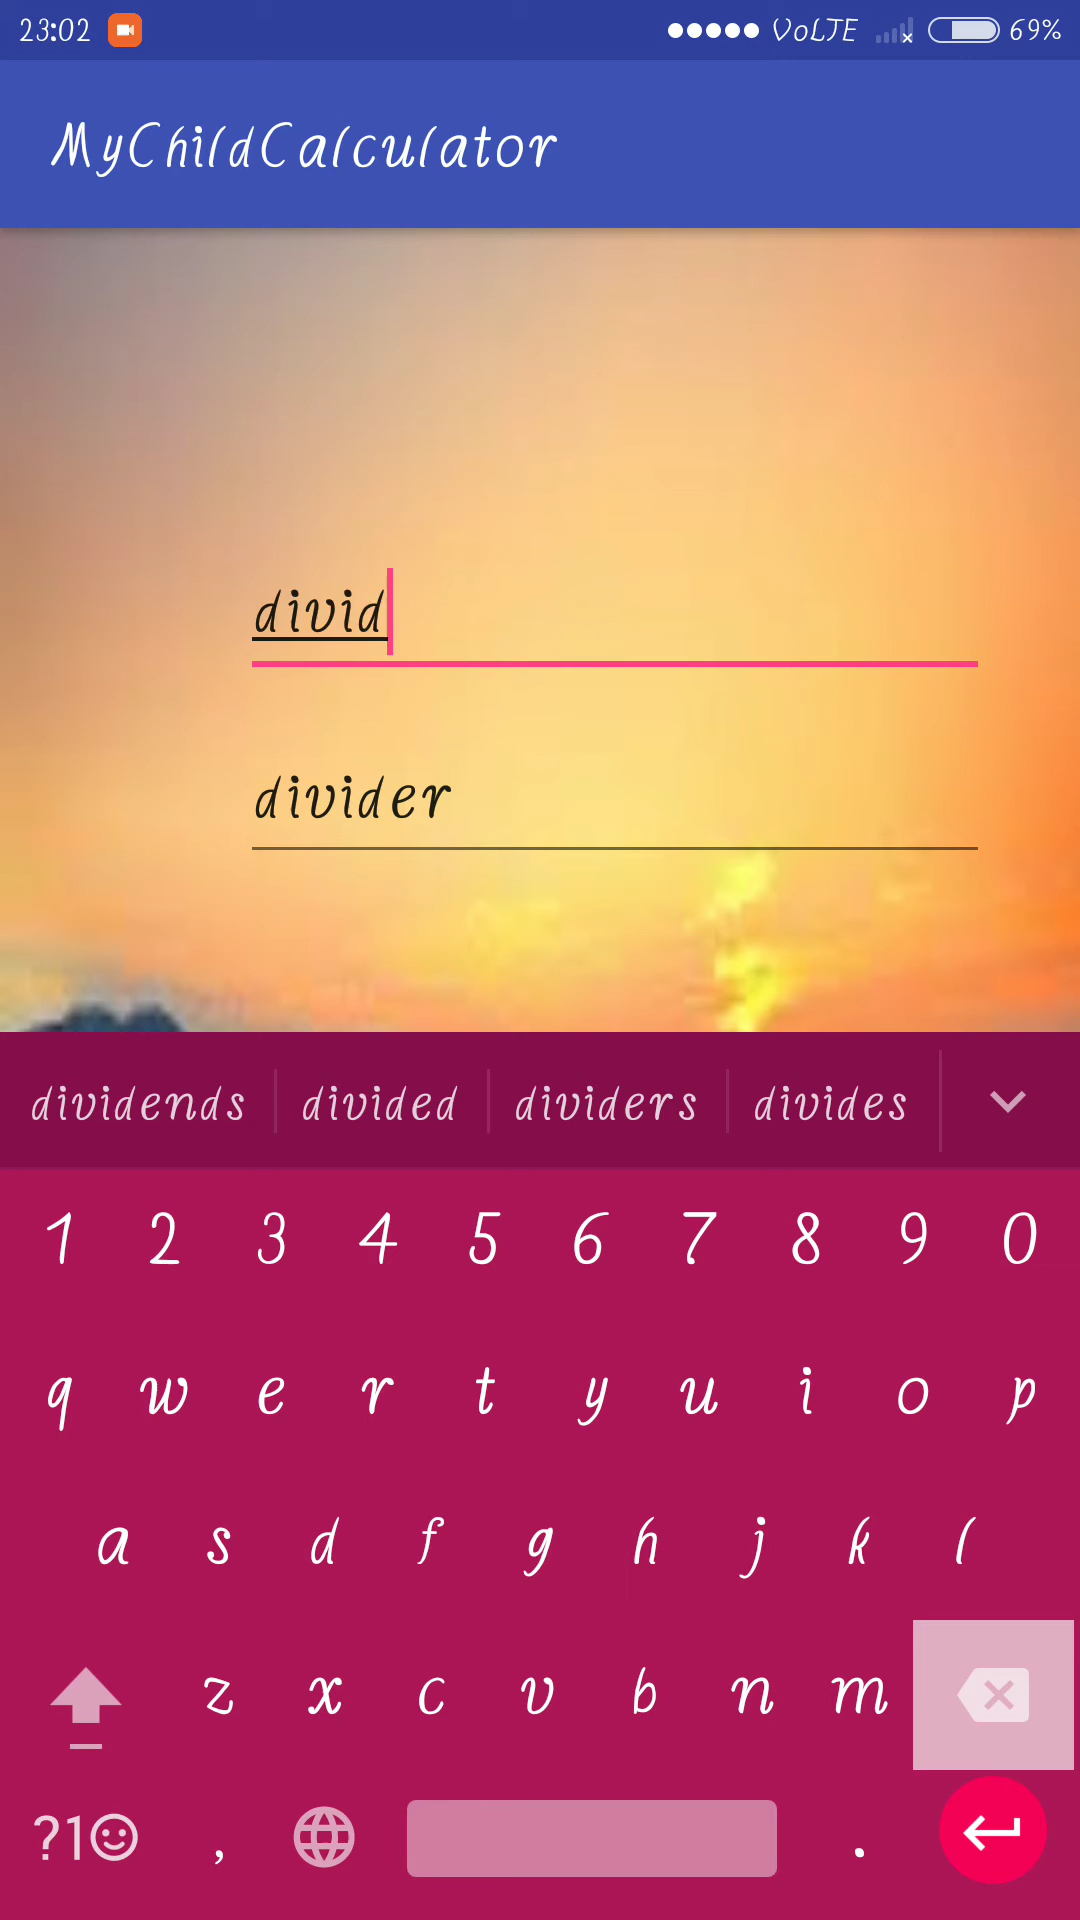 23:02 VoLTE 69%
MyChildCalculator
divid
divider
dividends divided dividers divides
1 2 3 4 5 6 7 8 9 0
q w e r t y u i o p
a s d f g h j k l
z x c v b n m
?1☺ , .